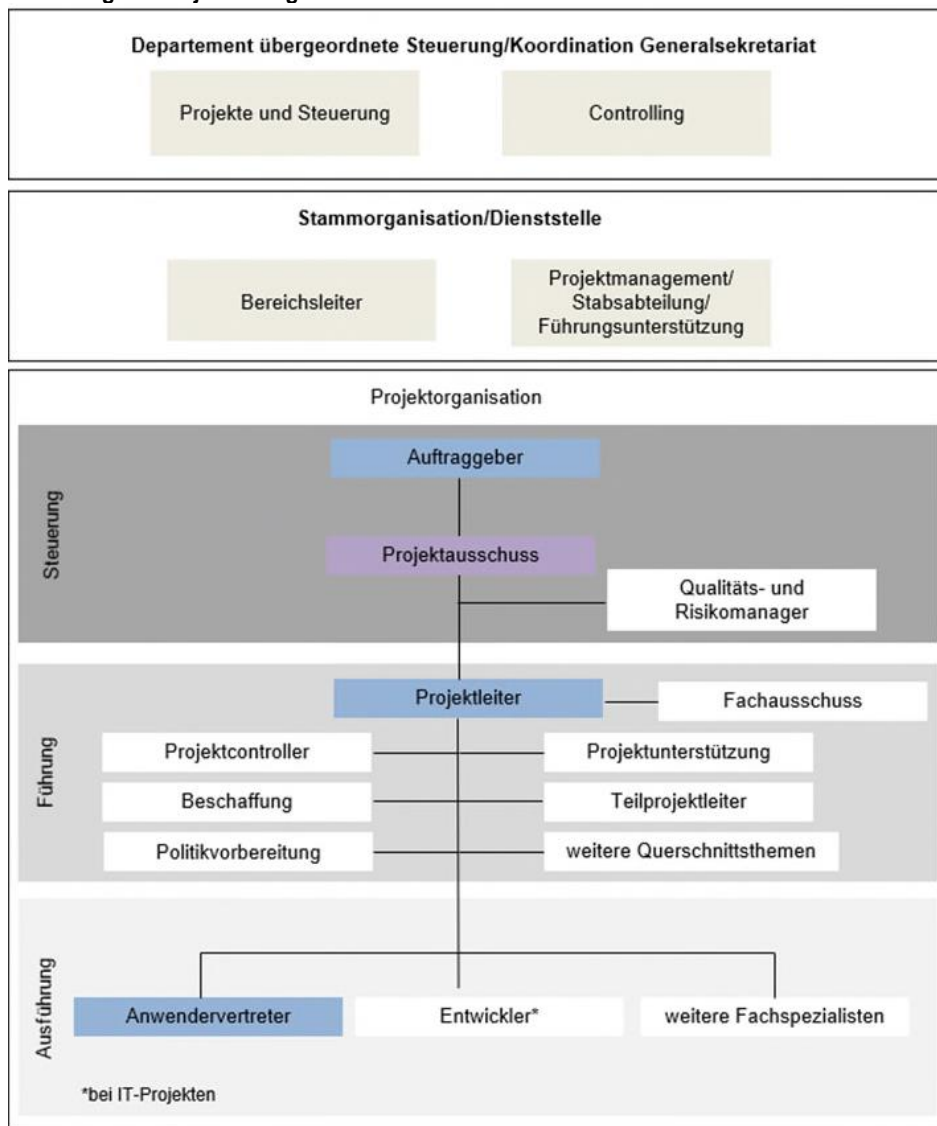 Departement übergeordnete Steuerung/Koordination Generalsekretariat
Projekte und Steuerung
Controlling
Stammorganisation/Dienststelle
Bereichsleiter
Projektmanagement/
Stabsabteilung/
Führungsunterstützung
Projektorganisation
Steuerung
Auftraggeber
Projektausschuss
Qualitäts- und
Risikomanager
Führung
Projektleiter
Fachausschuss
Projektcontroller
Projektunterstützung
Beschaffung
Teilprojektleiter
Politikvorbereitung
weitere Querschnittsthemen
Ausführung
Anwendervertreter
Entwickler*
weitere Fachspezialisten
*bei IT-Projekten